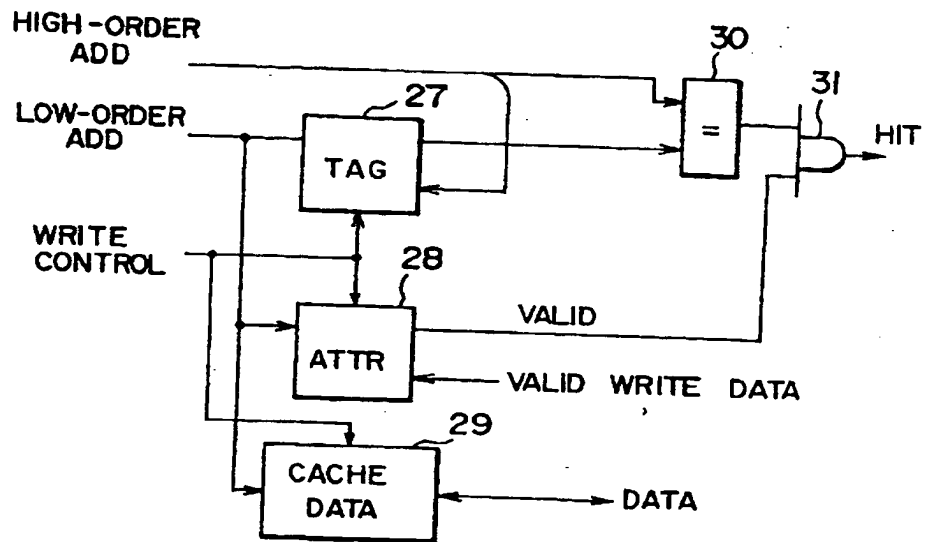 HIGH-ORDER
ADD
30
27
31
LOW-ORDER
ADD
TAG
=
HIT
WRITE
CONTROL
28
VALID
ATTR
VALID WRITE DATA
29
CACHE
DATA
DATA